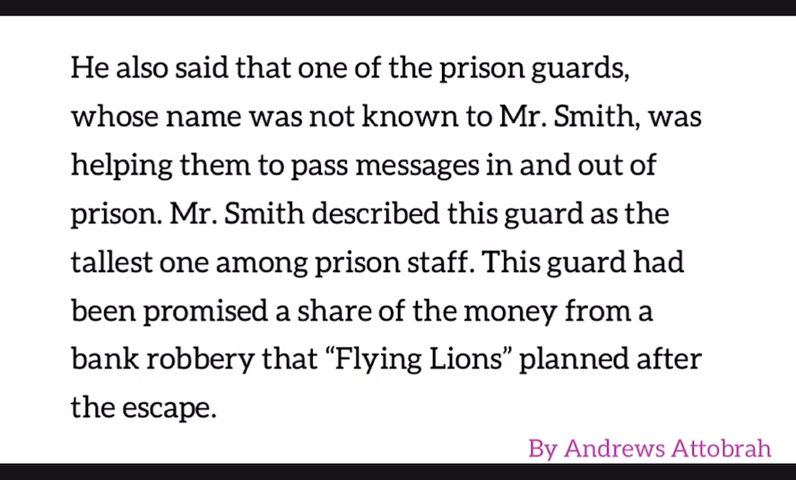 He also said that one of the prison guards,
whose name was not known to Mr. Smith, was
helping them to pass messages in and out of
prison. Mr. Smith described this guard as the
tallest one among prison staff. This guard had
been promised a share of the money from a
bank robbery that “Flying Lions” planned after
the escape.
By Andrews Attobrah